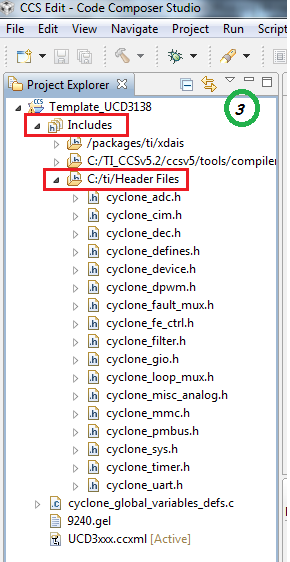 CCS Edit - Code Composer Studio
File Edit View Navigate Project Run Script
Project Explorer
3
Template_UCD3138
Includes
/packages/ti/xdais
C:/TI_CCSv5.2/ccsv5/tools/compiler
C:/ti/Header Files
cyclone_adc.h
cyclone_cim.h
cyclone_dec.h
cyclone_defines.h
cyclone_device.h
cyclone_dpwm.h
cyclone_fault_mux.h
cyclone_fe_ctrl.h
cyclone_filter.h
cyclone_gio.h
cyclone_loop_mux.h
cyclone_misc_analog.h
cyclone_mmc.h
cyclone_pmbus.h
cyclone_sys.h
cyclone_timer.h
cyclone_uart.h
cyclone_global_variables_defs.c
9240.gel
UCD3xxx.ccxml [Active]